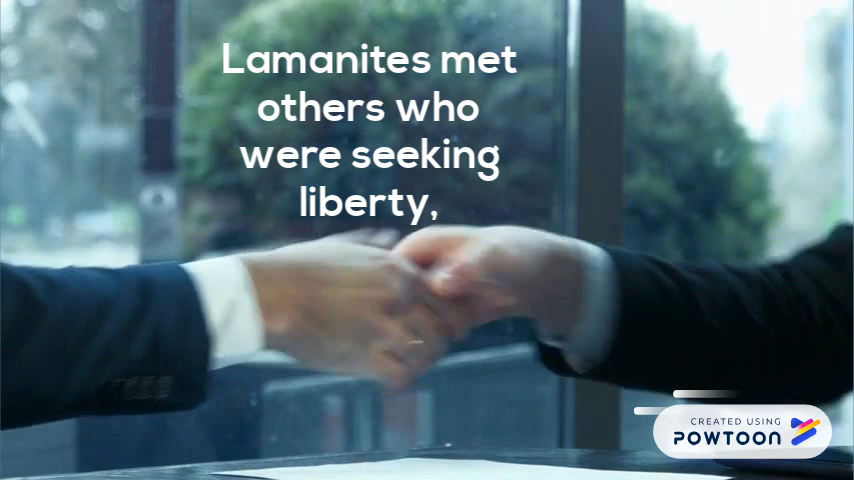 Lamanites met
others who
were seeking
liberty,
CREATED USING
POWTOON